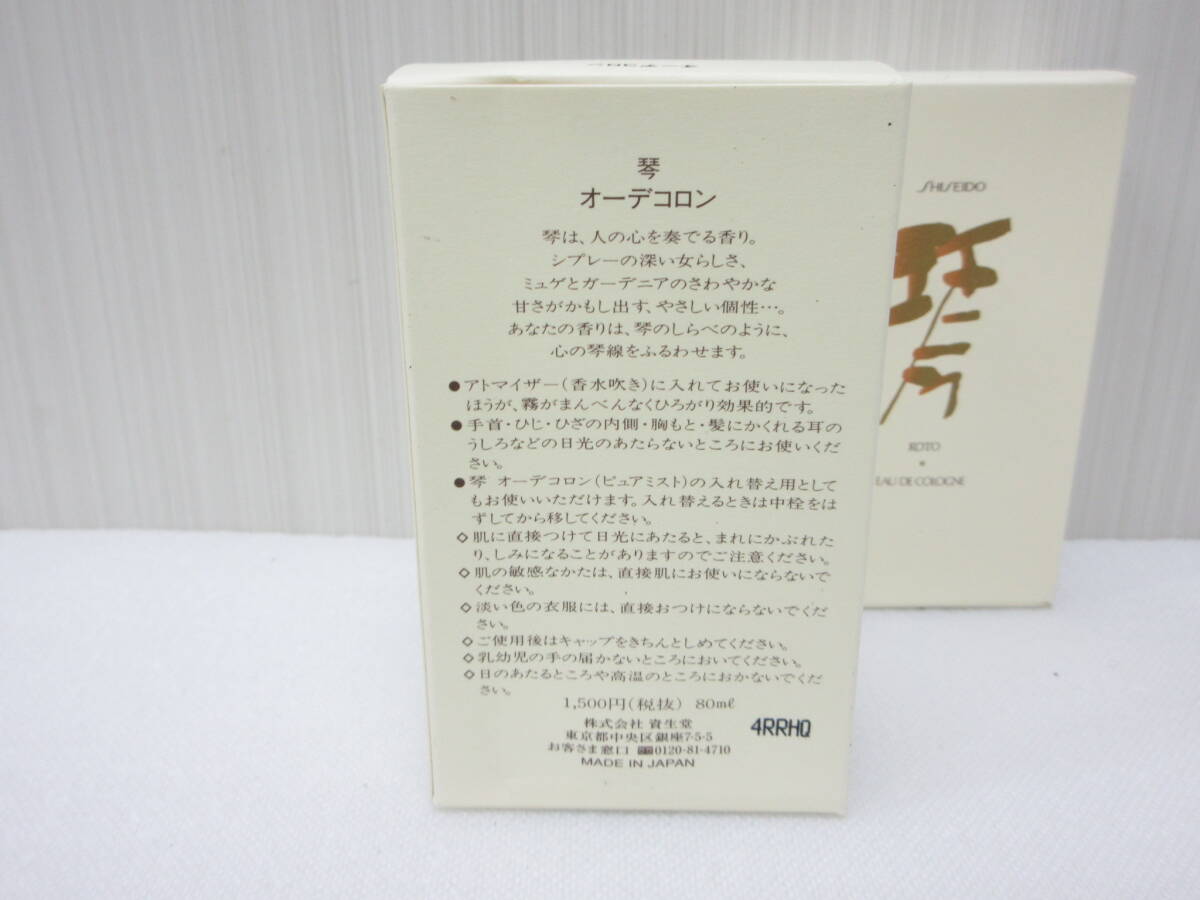 琴
オーデコロン
琴は、人の心を奏でる香り。
シプレーの深い女らしさ、
ミュゲとガーデニアのさわやかな
甘さがかもし出す、やさしい個性…。
あなたの香りは、琴のしらべのように、
心の琴線をふるわせます。
●アトマイザー(香水吹き)に入れてお使いになった
ほうが、霧がまんべんなくひろがり効果的です。
●手首・ひじ・ひざの内側・胸もと・髪にかくれる耳の
うしろなどの日光のあたらないところにお使いくだ
さい。
●琴 オーデコロン(ピュアミスト)の入れ替え用として
もお使いいただけます。入れ替えるときは中栓をは
ずしてから移してください。
◇肌に直接つけて日光にあたると、まれにかぶれた
り、しみになることがありますのでご注意ください。
◇肌の敏感なかたは、直接肌にお使いにならないで
ください。
◇淡い色の衣服には、直接おつけにならないでくだ
さい。
◇ご使用後はキャップをきちんとしめてください。
◇乳幼児の手の届かないところにおいてください。
◇日のあたるところや高温のところにおかないでくだ
さい。
1,500円(税抜) 80mℓ
株式会社 資生堂
東京都中央区銀座7-5-5
お客さま窓口 0120-81-4710
MADE IN JAPAN
4RRHQ
SHISEIDO
琴
KOTO
EAU DE COLOGNE